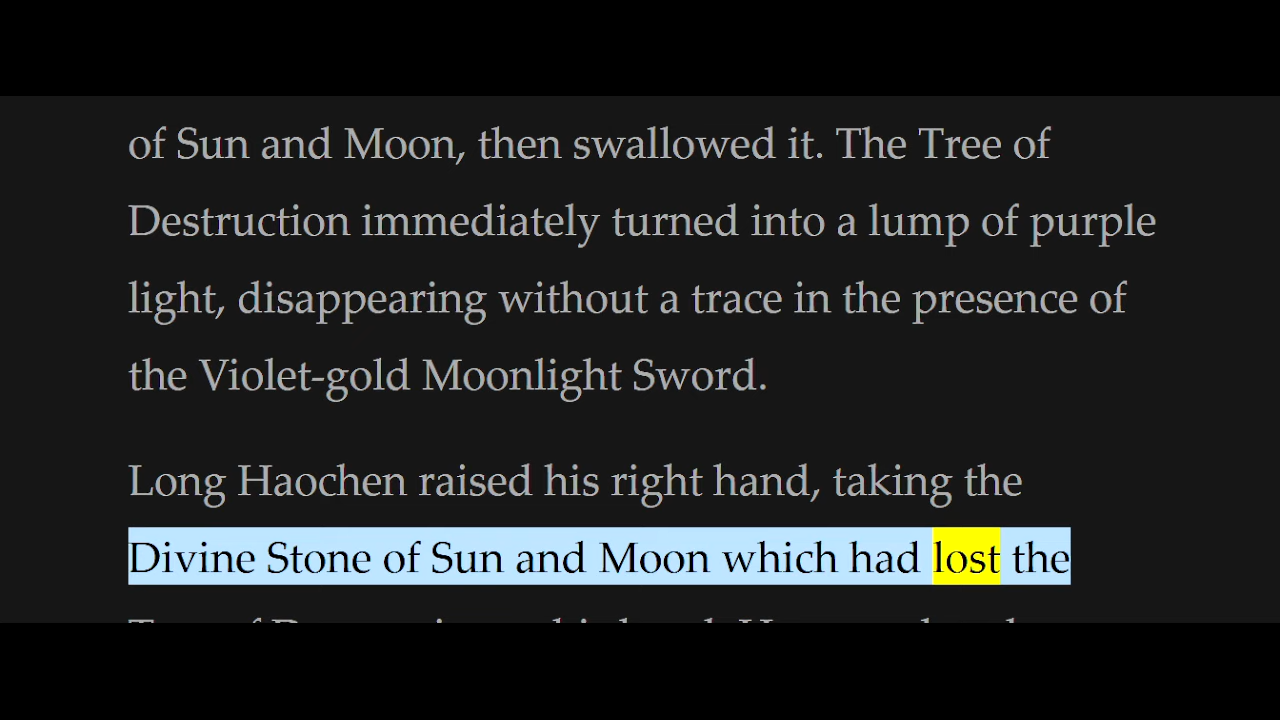 of Sun and Moon, then swallowed it. The Tree of
Destruction immediately turned into a lump of purple
light, disappearing without a trace in the presence of
the Violet-gold Moonlight Sword.
Long Haochen raised his right hand, taking the
Divine Stone of Sun and Moon which had lost the